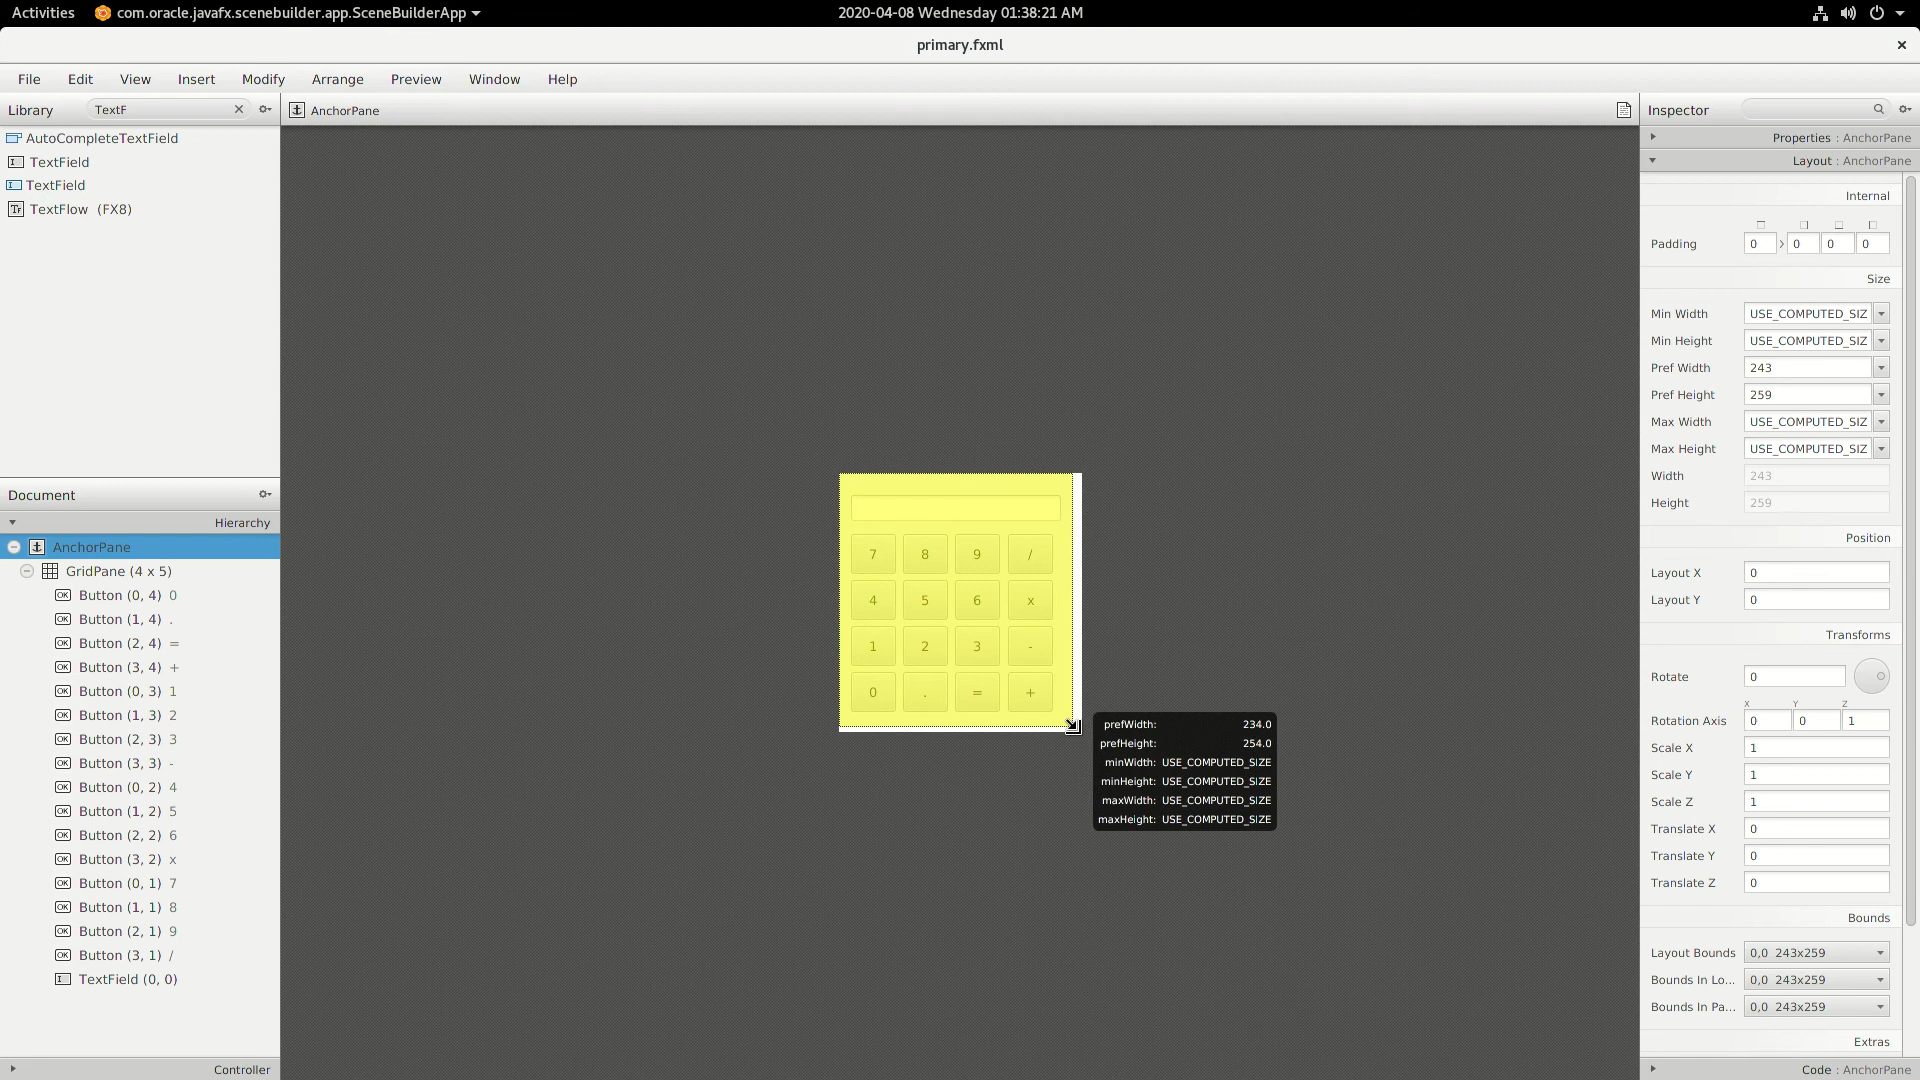 Activities com.oracle.javafx.scenebuilder.app.SceneBuilderApp 2020-04-08 Wednesday 01:38:21 AM
primary.fxml
File Edit View Insert Modify Arrange Preview Window Help
Library TextF
AutoCompleteTextField
TextField
TextField
TextFlow (FX8)
Document
Hierarchy
AnchorPane
GridPane (4 x 5)
Button (0, 4) 0
Button (1, 4) .
Button (2, 4) =
Button (3, 4) +
Button (0, 3) 1
Button (1, 3) 2
Button (2, 3) 3
Button (3, 3) -
Button (0, 2) 4
Button (1, 2) 5
Button (2, 2) 6
Button (3, 2) x
Button (0, 1) 7
Button (1, 1) 8
Button (2, 1) 9
Button (3, 1) /
TextField (0, 0)
Controller
AnchorPane
7 8 9 /
4 5 6 x
1 2 3 -
0 . = +
prefWidth: 234.0
prefHeight: 254.0
minWidth: USE_COMPUTED_SIZE
minHeight: USE_COMPUTED_SIZE
maxWidth: USE_COMPUTED_SIZE
maxHeight: USE_COMPUTED_SIZE
Inspector
Properties : AnchorPane
Layout : AnchorPane
Internal
Padding 0 0 0 0
Size
Min Width USE_COMPUTED_SIZ
Min Height USE_COMPUTED_SIZ
Pref Width 243
Pref Height 259
Max Width USE_COMPUTED_SIZ
Max Height USE_COMPUTED_SIZ
Width 243
Height 259
Position
Layout X 0
Layout Y 0
Transforms
Rotate 0
X Y Z
Rotation Axis 0 0 1
Scale X 1
Scale Y 1
Scale Z 1
Translate X 0
Translate Y 0
Translate Z 0
Bounds
Layout Bounds 0,0 243x259
Bounds In Lo... 0,0 243x259
Bounds In Pa... 0,0 243x259
Extras
Code : AnchorPane